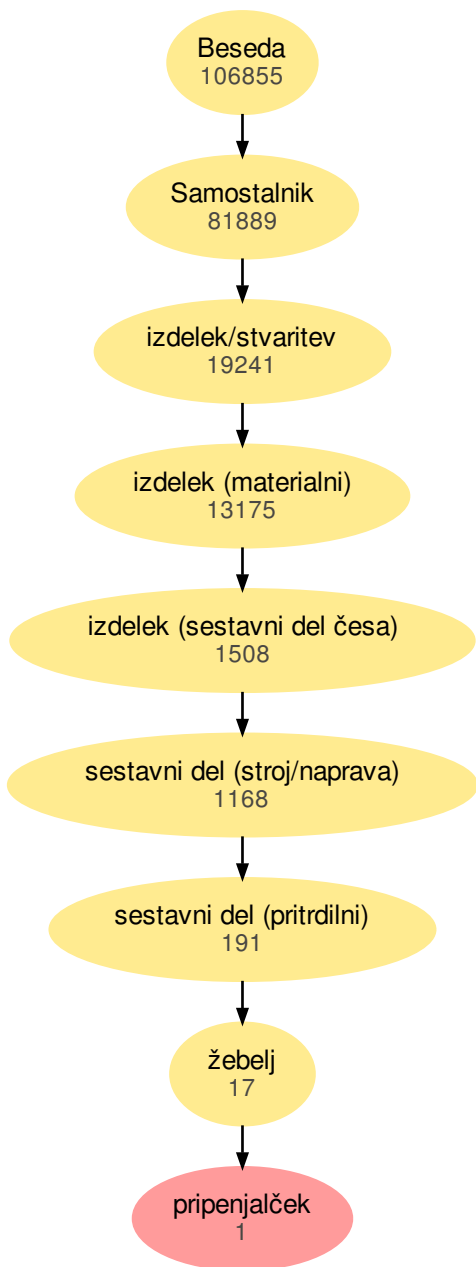 Beseda
106855
Samostalnik
81889
izdelek/stvaritev
19241
izdelek (materialni)
13175
izdelek (sestavni del česa)
1508
sestavni del (stroj/naprava)
1168
sestavni del (pritrdilni)
191
žebelj
17
pripenjalček
1